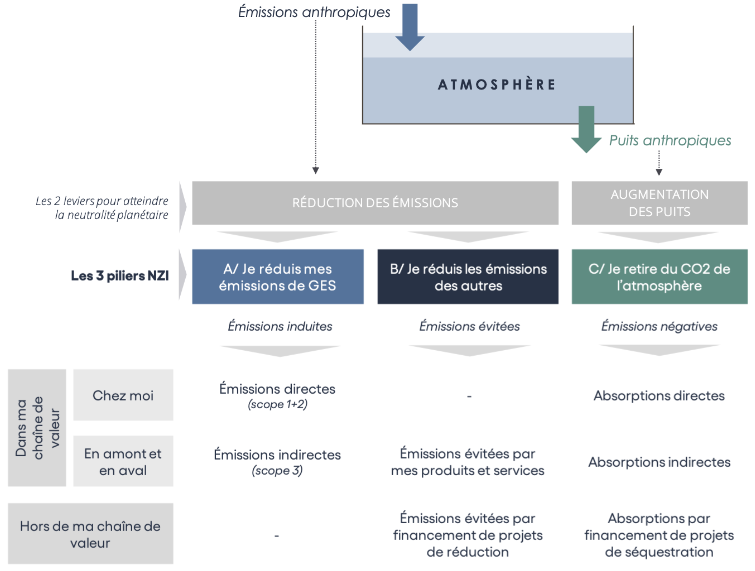 Émissions anthropiques
ATMOSPHÈRE
Puits anthropiques
Les 2 leviers pour atteindre
la neutralité planétaire
RÉDUCTION DES ÉMISSIONS
AUGMENTATION
DES PUITS
Les 3 piliers NZI
A/ Je réduis mes
émissions de GES
B/ Je réduis les émissions
des autres
C/ Je retire du CO2 de
l'atmosphère
Émissions induites
Émissions évitées
Émissions négatives
Dans ma
chaîne de
valeur
Chez moi
Émissions directes
(scope 1+2)
-
Absorptions directes
En amont et
en aval
Émissions indirectes
(scope 3)
Émissions évitées par
mes produits et services
Absorptions indirectes
Hors de ma chaîne de
valeur
-
Émissions évitées par
financement de projets
de réduction
Absorptions par
financement de projets
de séquestration